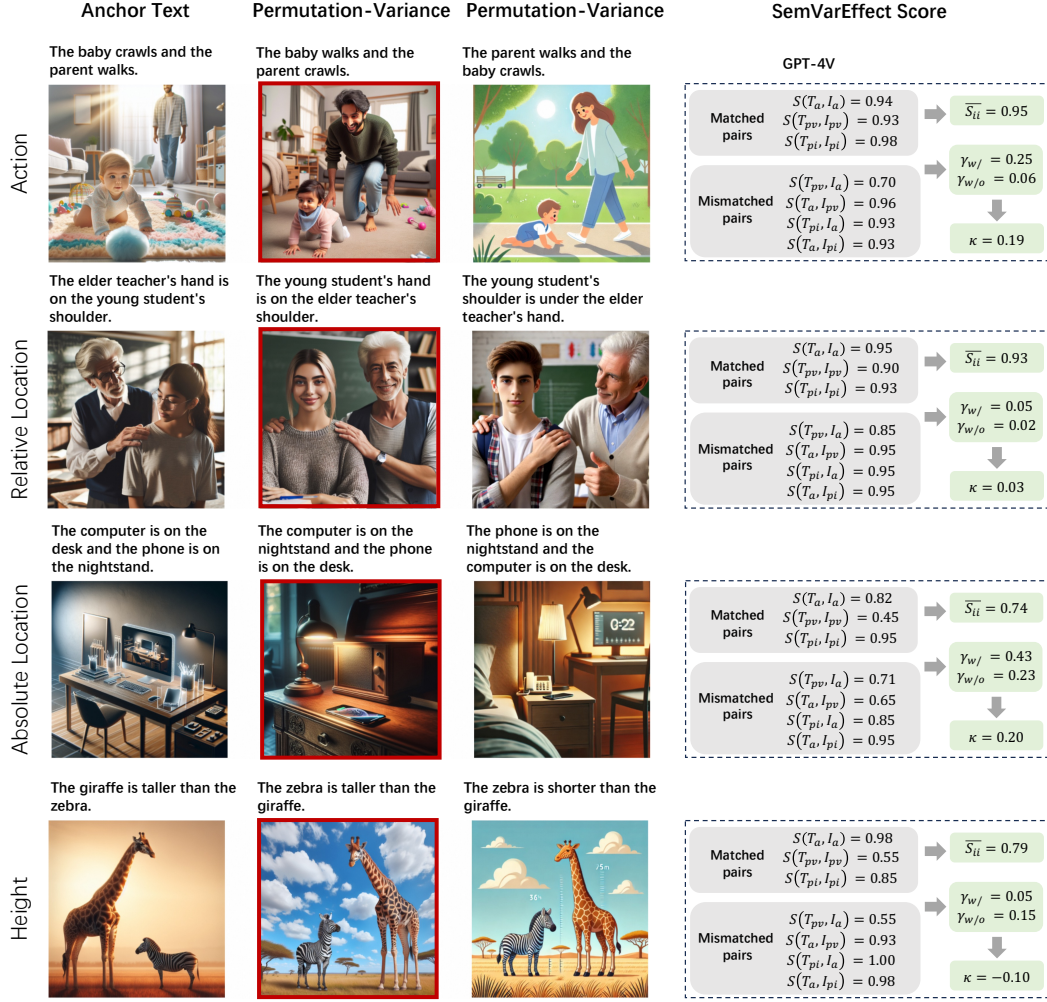 Anchor Text
Permutation-Variance
Permutation-Variance
SemVarEffect Score
GPT-4V
Action
The baby crawls and the
parent walks.
The baby walks and the
parent crawls.
The parent walks and the
baby crawls.
Matched
pairs
S(T_a, I_a) = 0.94
S(T_pv, I_pv) = 0.93
S(T_pi, I_pi) = 0.98
Mismatched
pairs
S(T_pv, I_a) = 0.70
S(T_a, I_pv) = 0.96
S(T_pi, I_a) = 0.93
S(T_a, I_pi) = 0.93
S̅_ii = 0.95
γ_w/ = 0.25
γ_w/o = 0.06
κ = 0.19
Relative Location
The elder teacher's hand is
on the young student's
shoulder.
The young student's hand
is on the elder teacher's
shoulder.
The young student's
shoulder is under the elder
teacher's hand.
Matched
pairs
S(T_a, I_a) = 0.95
S(T_pv, I_pv) = 0.90
S(T_pi, I_pi) = 0.93
Mismatched
pairs
S(T_pv, I_a) = 0.85
S(T_a, I_pv) = 0.95
S(T_pi, I_a) = 0.95
S(T_a, I_pi) = 0.95
S̅_ii = 0.93
γ_w/ = 0.05
γ_w/o = 0.02
κ = 0.03
Absolute Location
The computer is on the
desk and the phone is on
the nightstand.
The computer is on the
nightstand and the phone
is on the desk.
The phone is on the
nightstand and the
computer is on the desk.
0:22
Matched
pairs
S(T_a, I_a) = 0.82
S(T_pv, I_pv) = 0.45
S(T_pi, I_pi) = 0.95
Mismatched
pairs
S(T_pv, I_a) = 0.71
S(T_a, I_pv) = 0.65
S(T_pi, I_a) = 0.85
S(T_a, I_pi) = 0.95
S̅_ii = 0.74
γ_w/ = 0.43
γ_w/o = 0.23
κ = 0.20
Height
The giraffe is taller than the
zebra.
The zebra is taller than the
giraffe.
The zebra is shorter than the
giraffe.
Matched
pairs
S(T_a, I_a) = 0.98
S(T_pv, I_pv) = 0.55
S(T_pi, I_pi) = 0.85
Mismatched
pairs
S(T_pv, I_a) = 0.55
S(T_a, I_pv) = 0.93
S(T_pi, I_a) = 1.00
S(T_a, I_pi) = 0.98
S̅_ii = 0.79
γ_w/ = 0.05
γ_w/o = 0.15
κ = −0.10